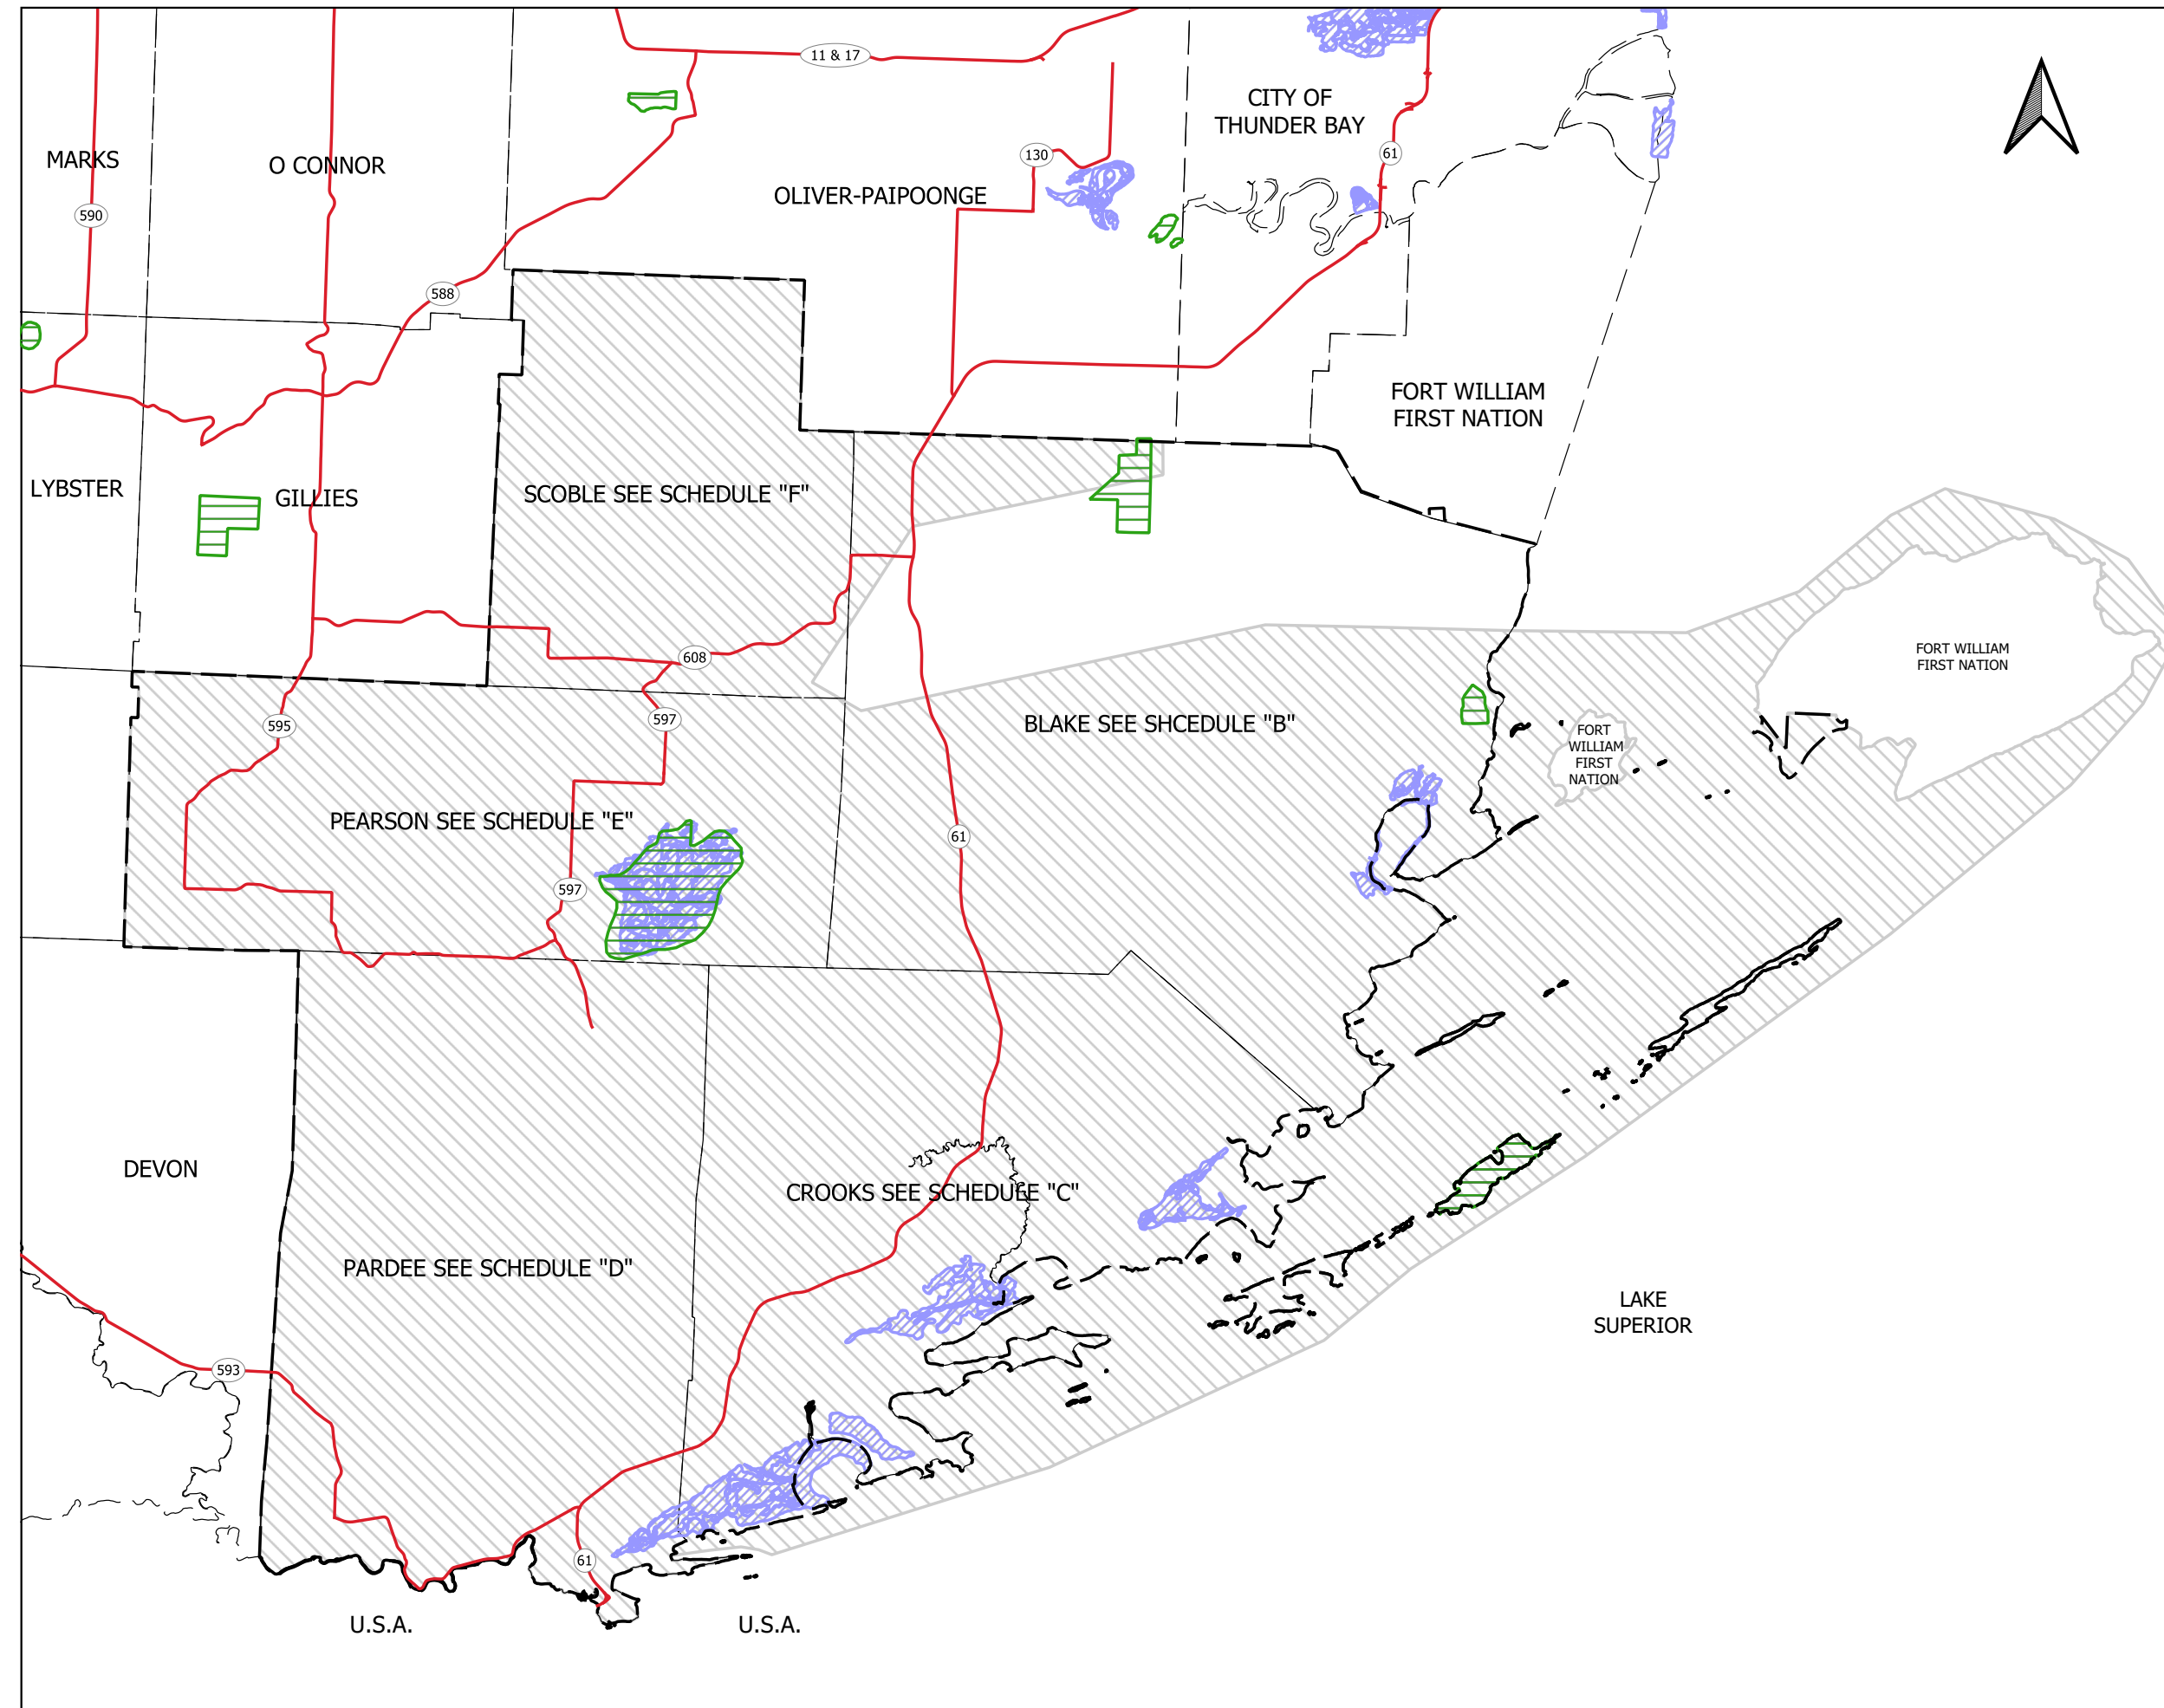 11 & 17
CITY OF
THUNDER BAY
MARKS
O CONNOR
130
61
OLIVER-PAIPOONGE
590
588
FORT WILLIAM
FIRST NATION
LYBSTER
GILLIES
SCOBLE SEE SCHEDULE "F"
608
FORT WILLIAM
FIRST NATION
595
597
BLAKE SEE SHCEDULE "B"
FORT
WILLIAM
FIRST
NATION
PEARSON SEE SCHEDULE "E"
61
597
DEVON
CROOKS SEE SCHEDULE "C"
PARDEE SEE SCHEDULE "D"
LAKE
SUPERIOR
593
61
U.S.A.
U.S.A.